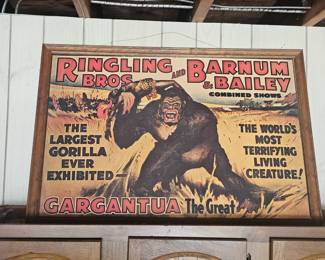 RINGLING BROS AND BARNUM & BAILEY
COMBINED SHOWS
THE LARGEST GORILLA EVER EXHIBITED—
THE WORLD'S MOST TERRIFYING LIVING CREATURE!
GARGANTUA The Great